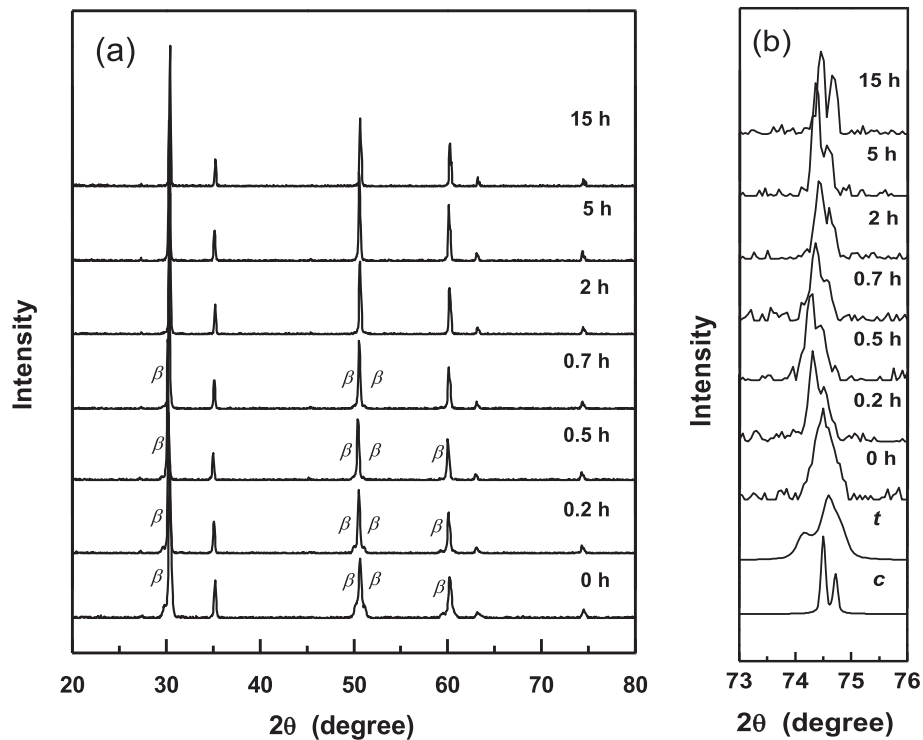 (a)
15 h
5 h
2 h
0.7 h
β β β
0.5 h
β β β β
0.2 h
β β β β
0 h
β β β β
Intensity
20 30 40 50 60 70 80
2θ (degree)
(b)
15 h
5 h
2 h
0.7 h
0.5 h
0.2 h
0 h
t
c
Intensity
73 74 75 76
2θ (degree)